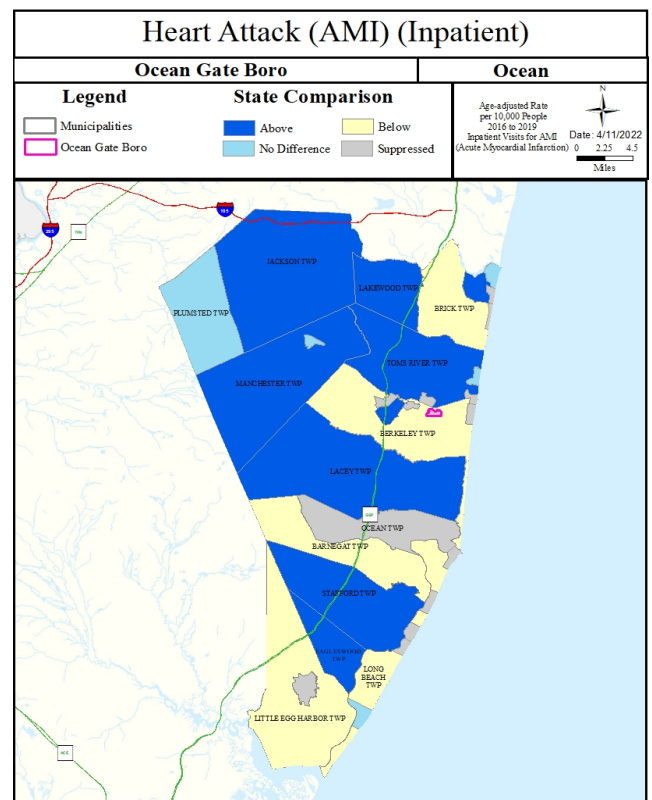 Heart Attack (AMI) (Inpatient)
Ocean Gate Boro
Ocean
Legend
Municipalities
Ocean Gate Boro
State Comparison
Above
Below
No Difference
Suppressed
Age-adjusted Rate
per 10,000 People
2016 to 2019
Inpatient Visits for AMI
(Acute Myocardial Infarction)
N
Date: 4/11/2022
0 2.25 4.5
Miles
195
JACKSON TWP
LAKEWOOD TWP
PLUMSTED TWP
BRICK TWP
TOMS RIVER TWP
MANCHESTER TWP
BERKELEY TWP
LACEY TWP
GSP
OCEAN TWP
BARNEGAT TWP
STAFFORD TWP
TWP
LONG
BEACH
TWP
LITTLE EGG HARBOR TWP